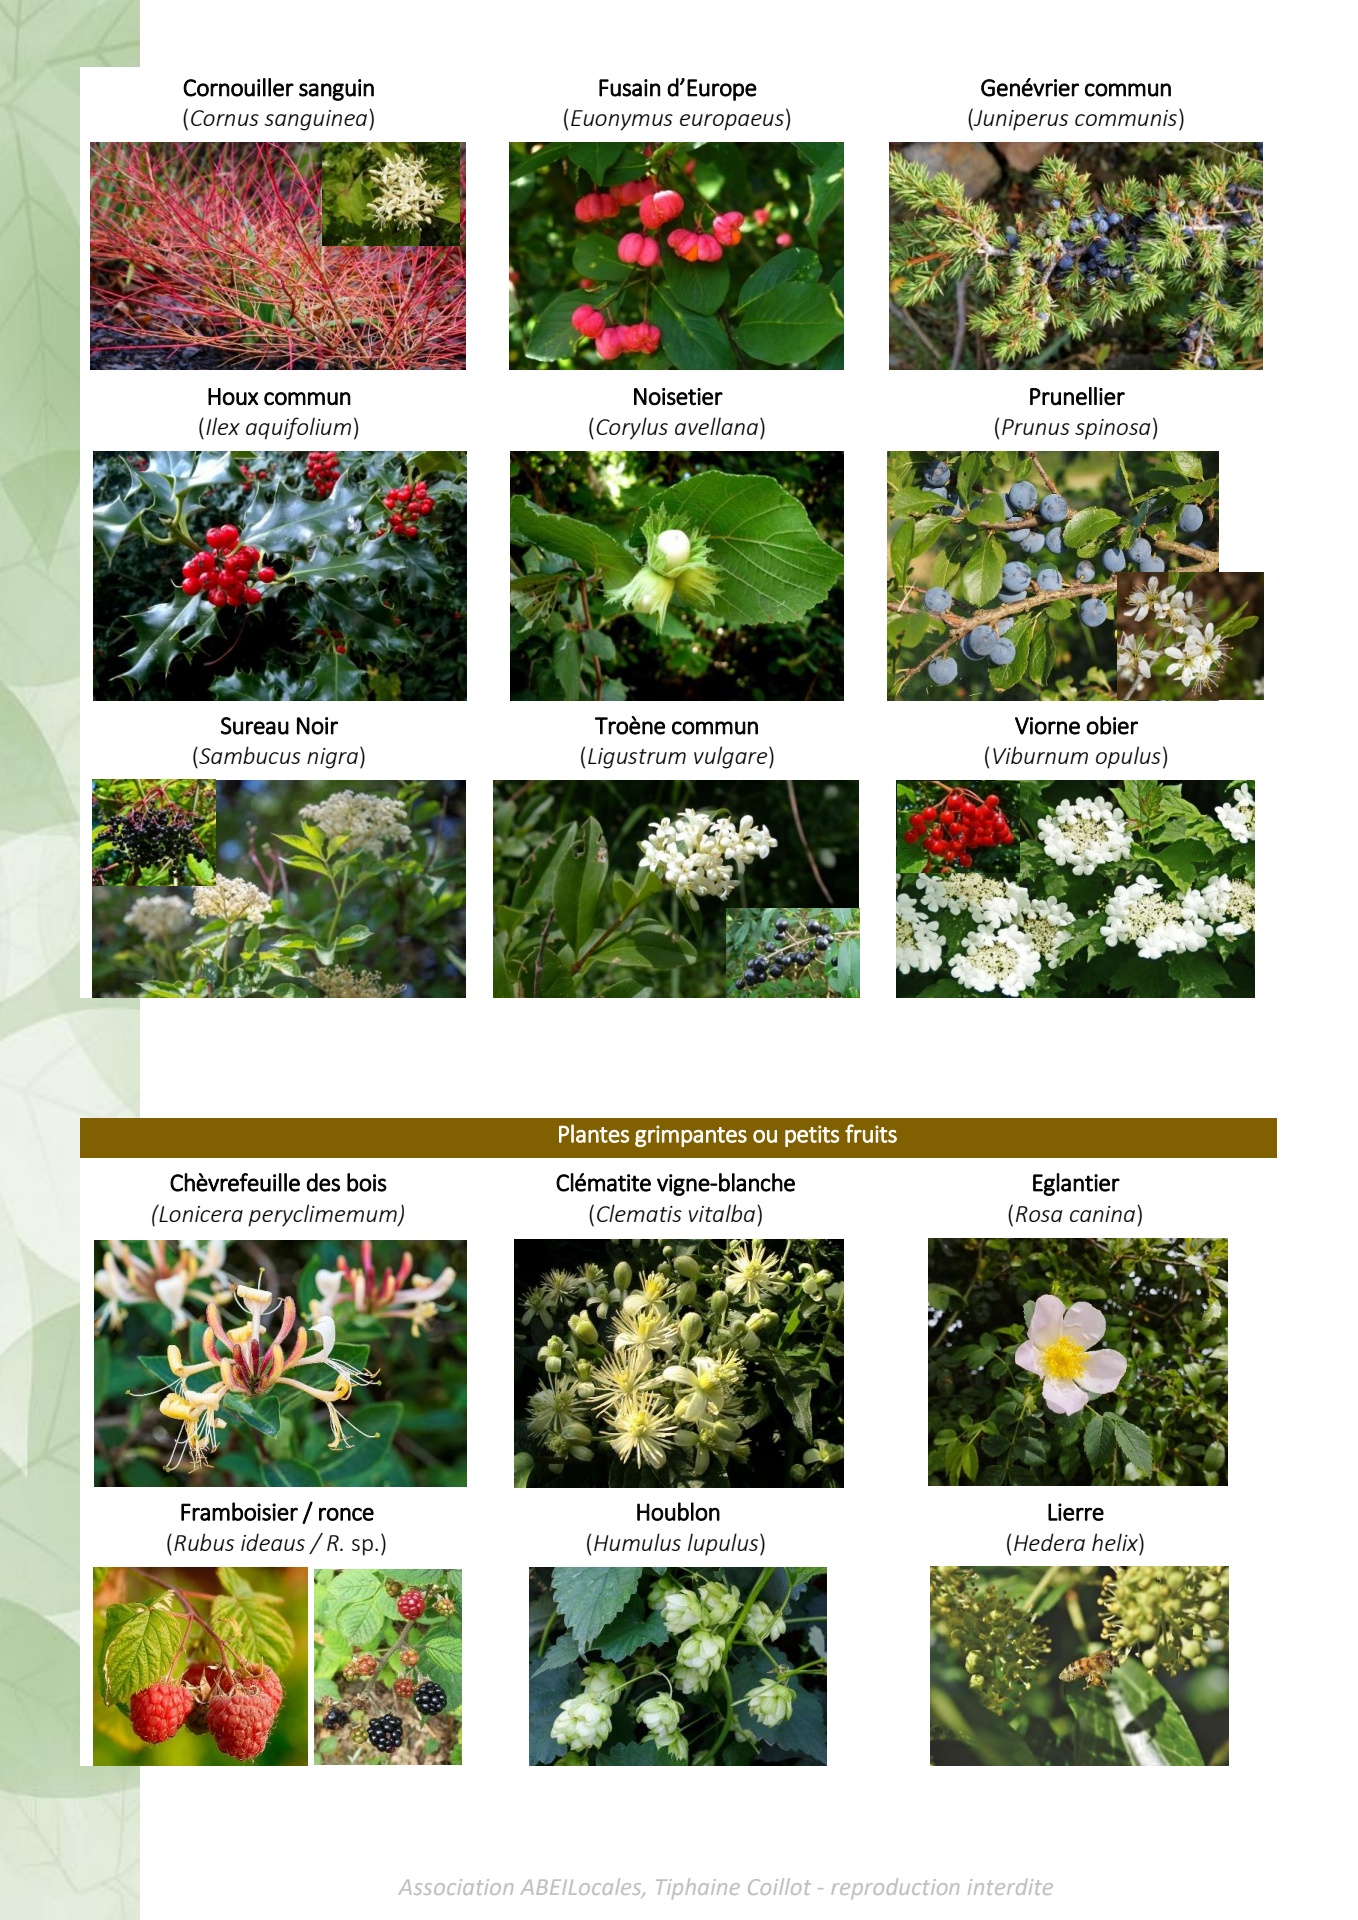 Cornouiller sanguin
(Cornus sanguinea)
Fusain d’Europe
(Euonymus europaeus)
Genévrier commun
(Juniperus communis)
Houx commun
(Ilex aquifolium)
Noisetier
(Corylus avellana)
Prunellier
(Prunus spinosa)
Sureau Noir
(Sambucus nigra)
Troène commun
(Ligustrum vulgare)
Viorne obier
(Viburnum opulus)
Plantes grimpantes ou petits fruits
Chèvrefeuille des bois
(Lonicera peryclimemum)
Clématite vigne-blanche
(Clematis vitalba)
Eglantier
(Rosa canina)
Framboisier / ronce
(Rubus ideaus / R. sp.)
Houblon
(Humulus lupulus)
Lierre
(Hedera helix)
Association ABEILocales, Tiphaine Coillot - reproduction interdite